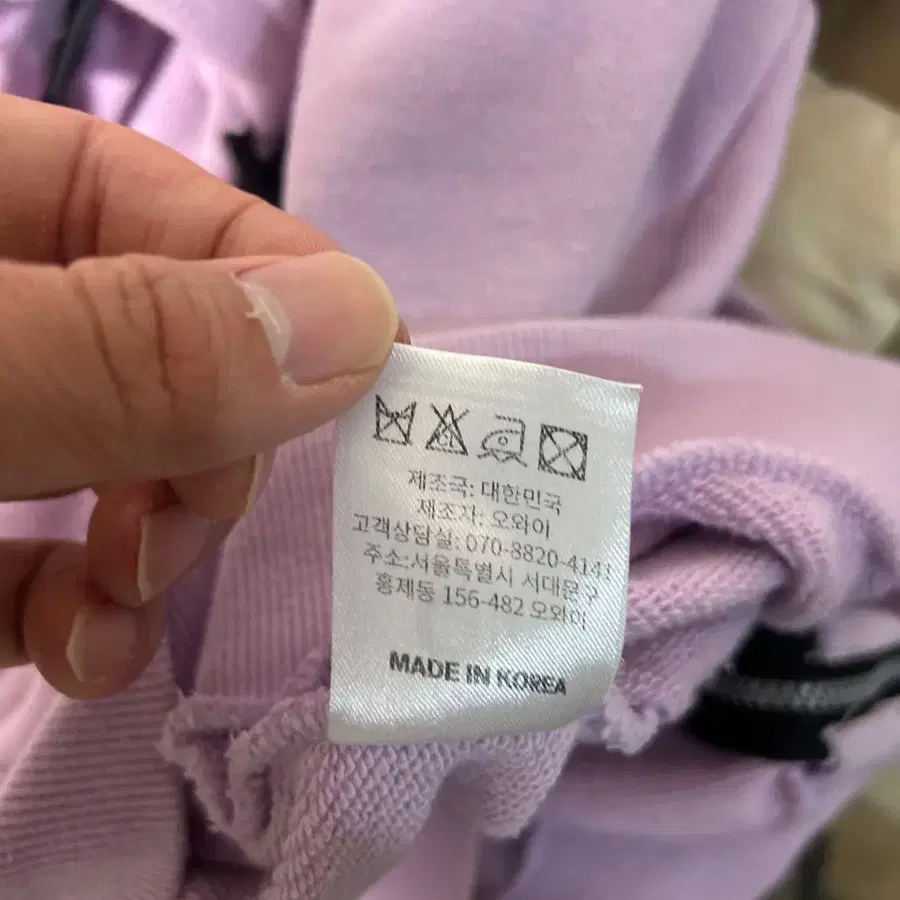 제조국: 대한민국
제조자: 오와이
고객상담실: 070-8820-4141
주소:서울특별시 서대문구
홍제동 156-482 오와이
MADE IN KOREA